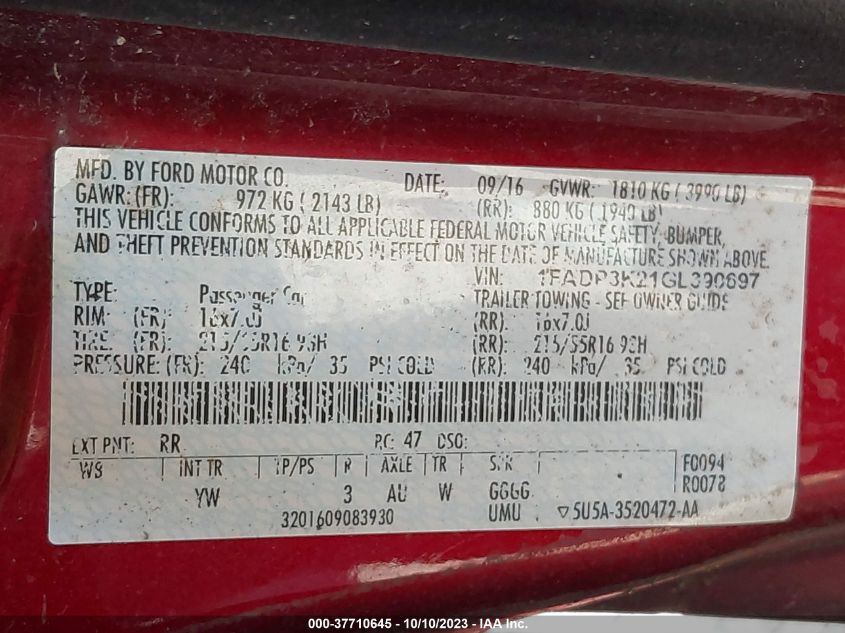 MFD. BY FORD MOTOR CO. DATE: 09/16 GVWR: 1810 KG ( 3990 LB)
GAWR:(FR): 972 KG ( 2143 LB) (RR): 880 KG ( 1940 LB)
THIS VEHICLE CONFORMS TO ALL APPLICABLE FEDERAL MOTOR VEHICLE SAFETY, BUMPER,
AND THEFT PREVENTION STANDARDS IN EFFECT ON THE DATE OF MANUFACTURE SHOWN ABOVE.
VIN: 1FADP3K21GL390697
TYPE: Passenger Car TRAILER TOWING - SEE OWNER GUIDE
RIM: (FR) 16x7.0J (RR): 16x7.0J
TIRE: (FR) 215/55R16 93H (RR): 215/55R16 93H
PRESSURE: (FR): 240 kPa/ 35 PSI COLD (RR): 240 kPa/ 35 PSI COLD
EXT PNT: RR RC: 47 DSO:
WB INT TR TP/PS R AXLE TR SPR F0094
YW 3 AU W GGGG R0078
3201609083930 UMU ▽5U5A-3520472-AA
000-37710645 - 10/10/2023 - IAA Inc.